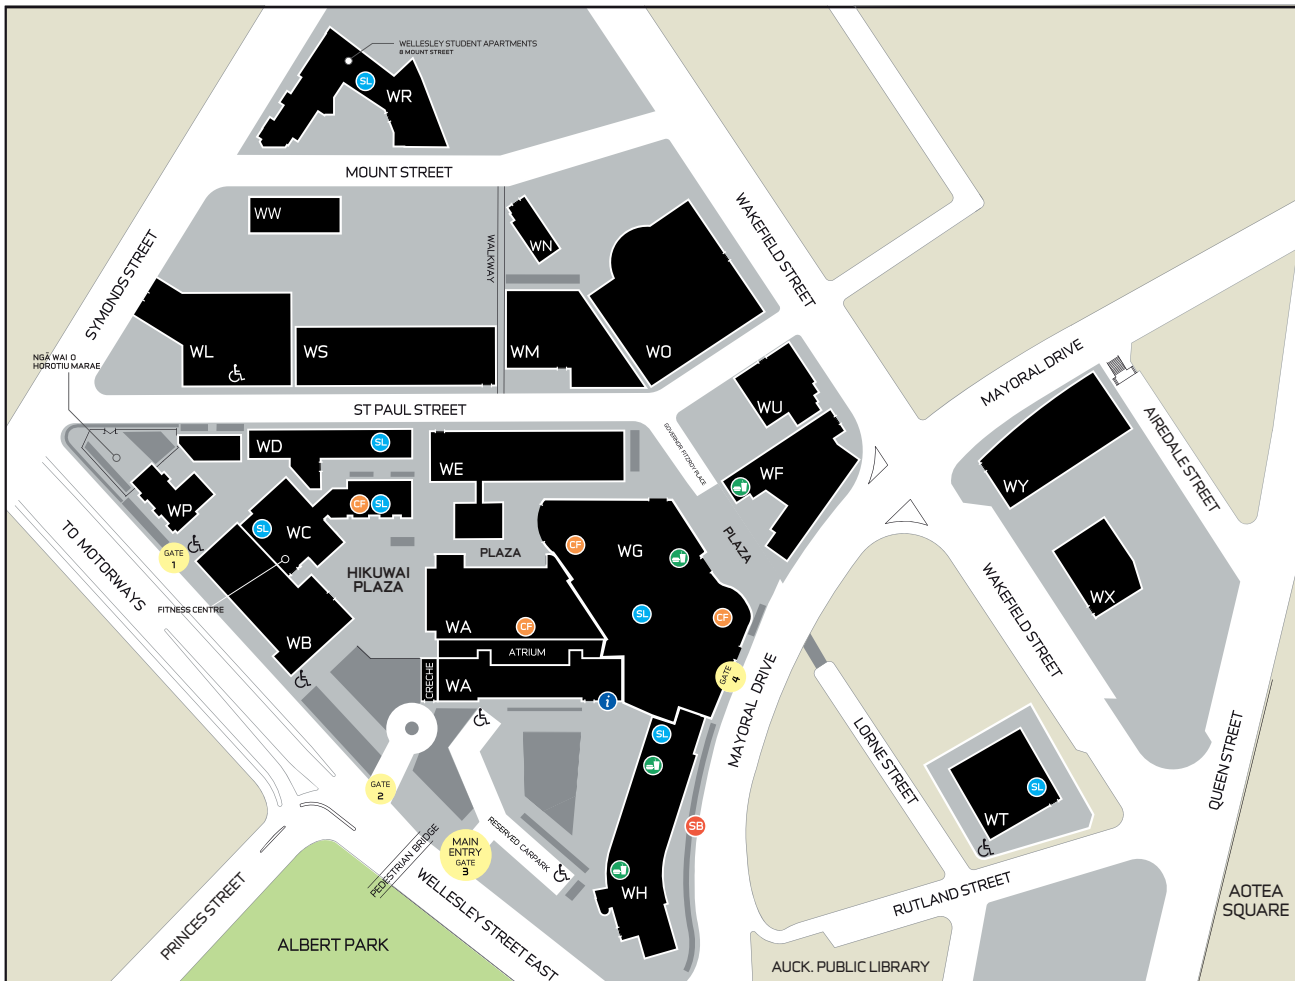 WELLESLEY STUDENT APARTMENTS
8 MOUNT STREET
SL
WR
MOUNT STREET
WW
WN
WALKWAY
WAKEFIELD STREET
SYMONDS STREET
WL
WS
WM
WO
NGĀ WAI O
HOROTIU MARAE
MAYORAL DRIVE
ST PAUL STREET
WU
GOVERNOR FITZROY PLACE
AIREDALE STREET
WD
SL
WE
WF
WY
WP
CF
SL
SL
WC
WG
CF
PLAZA
PLAZA
TO MOTORWAYS
GATE
1
HIKUWAI
PLAZA
WX
WAKEFIELD STREET
FITNESS CENTRE
SL
CF
WA
CF
WB
ATRIUM
CRECHE
WA
i
GATE
4
MAYORAL DRIVE
SL
LORNE STREET
QUEEN STREET
GATE
2
SL
WT
RESERVED CARPARK
SB
PEDESTRIAN BRIDGE
MAIN
ENTRY
GATE
3
WH
PRINCES STREET
WELLESLEY STREET EAST
RUTLAND STREET
AOTEA
SQUARE
ALBERT PARK
AUCK. PUBLIC LIBRARY